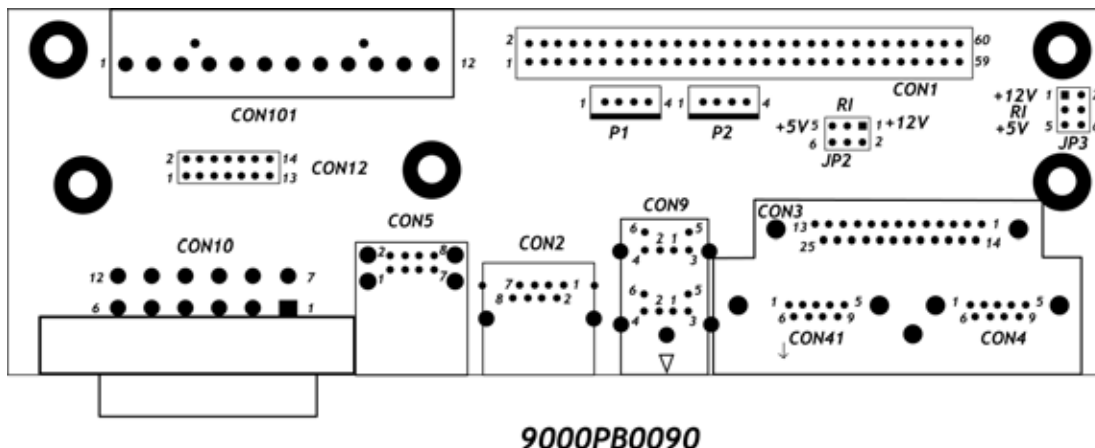 2 60
1 12 1 59
CON101 CON1
1 4 1 4 RI +12V 1 2
P1 P2 +5V 5 1 +12V RI
6 2 +5V 5 6
JP2 JP3
2 14
1 13 CON12
CON5 CON9 CON3
CON10 2 8 CON2 6 5 13 1
4 2 1 3 25 14
12 7 1 7 7 1
8 2 6 5 1 5 1 5
6 1 4 2 1 3 6 9 6 9
CON41 CON4
9000PB0090